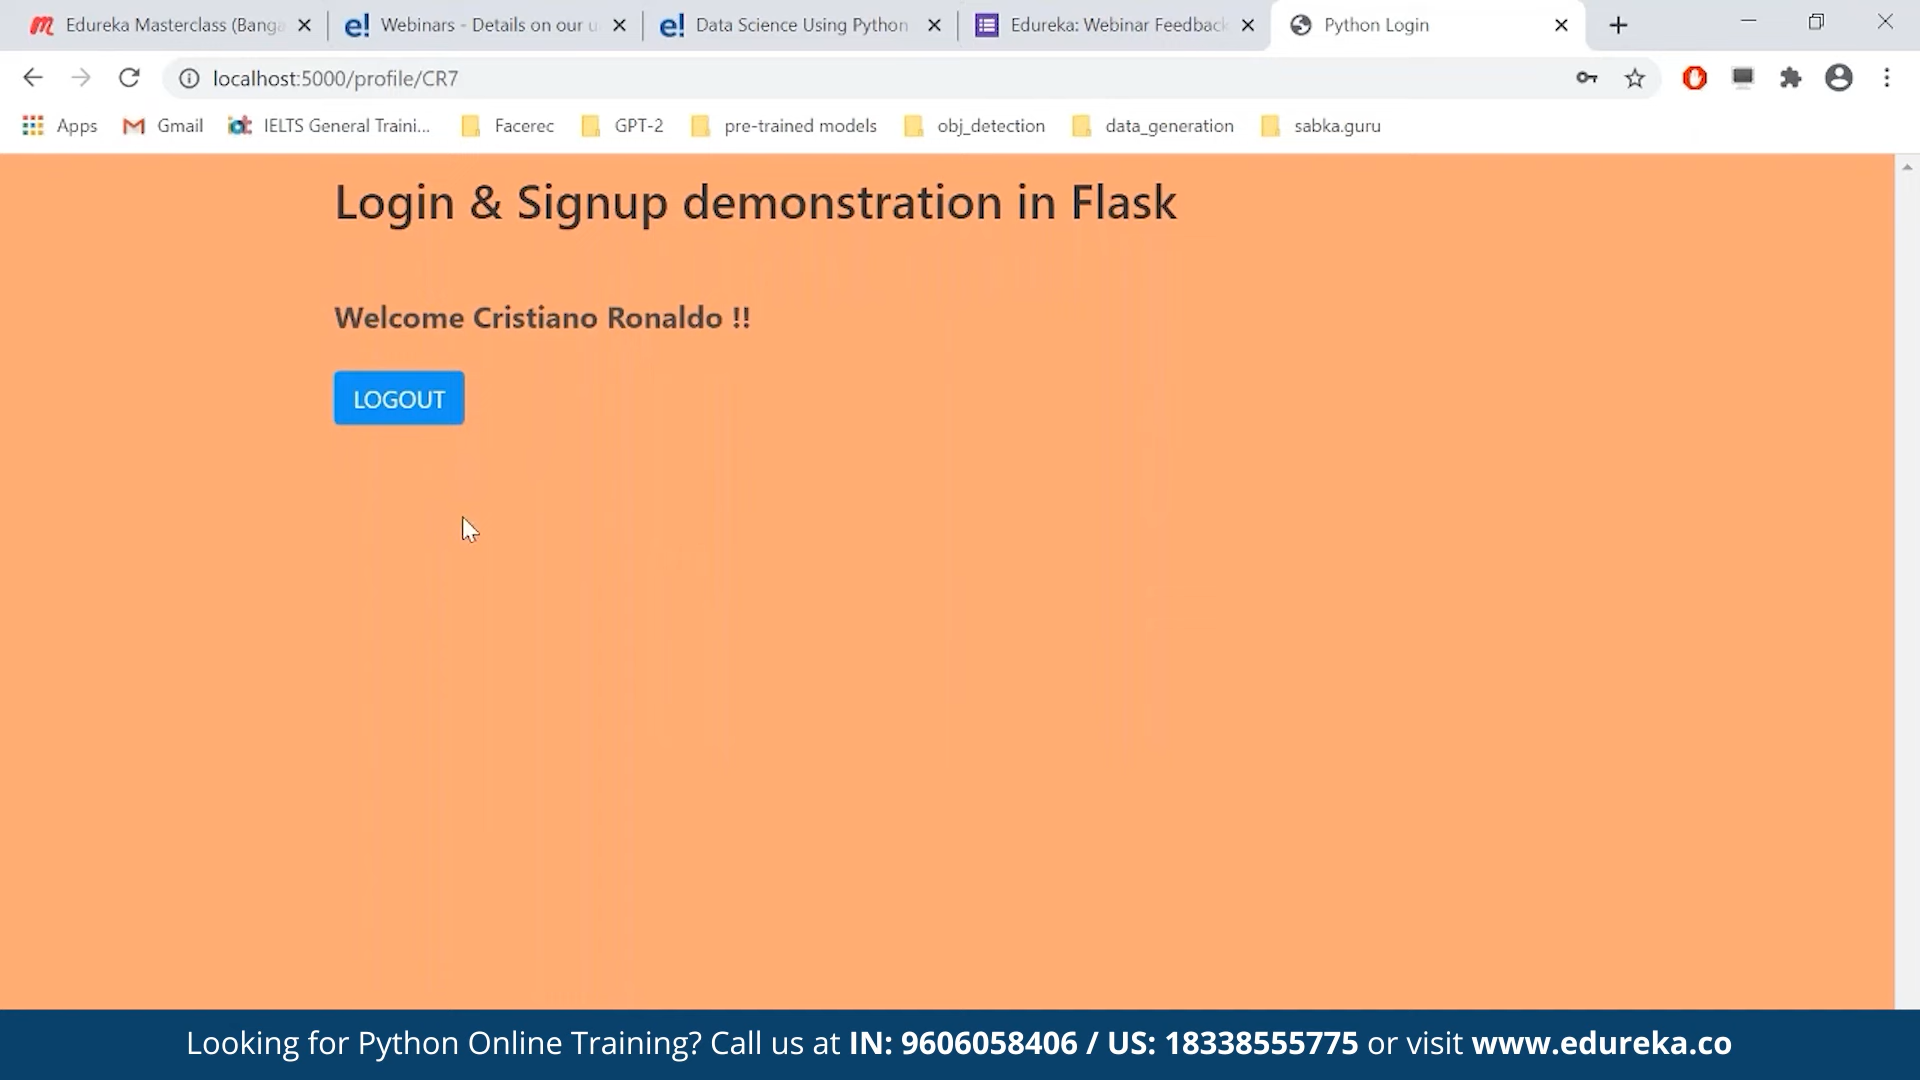 Edureka Masterclass (Banga
Webinars - Details on our u
Data Science Using Python
Edureka: Webinar Feedback
Python Login
localhost:5000/profile/CR7
Apps
Gmail
IELTS General Traini...
Facerec
GPT-2
pre-trained models
obj_detection
data_generation
sabka.guru
Login & Signup demonstration in Flask
Welcome Cristiano Ronaldo !!
LOGOUT
Looking for Python Online Training? Call us at IN: 9606058406 / US: 18338555775 or visit www.edureka.co